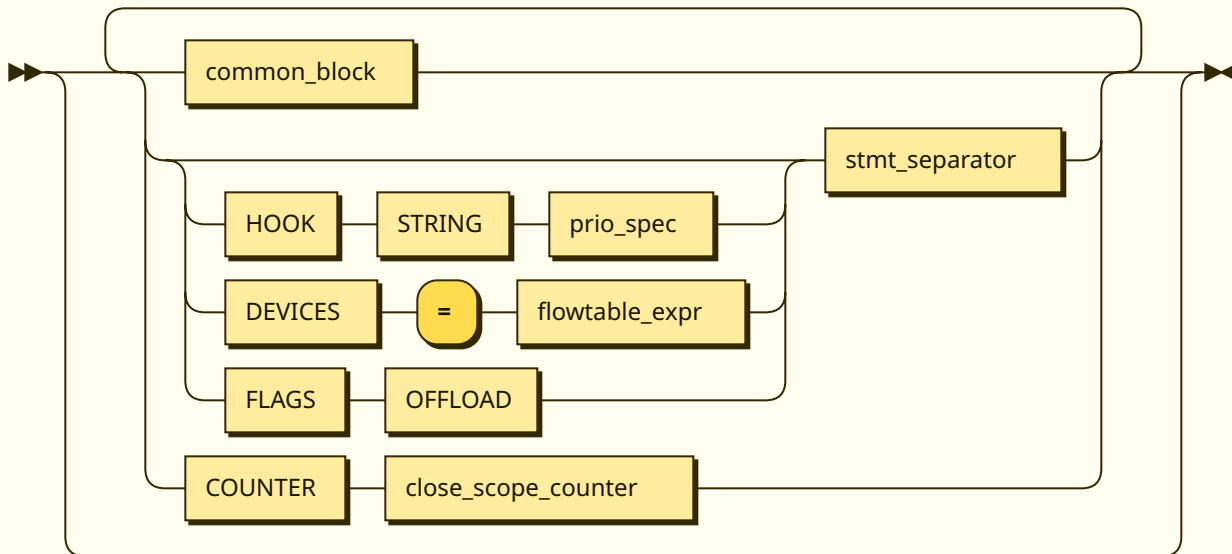 common_block
stmt_separator
HOOK STRING prio_spec
DEVICES = flowtable_expr
FLAGS OFFLOAD
COUNTER close_scope_counter